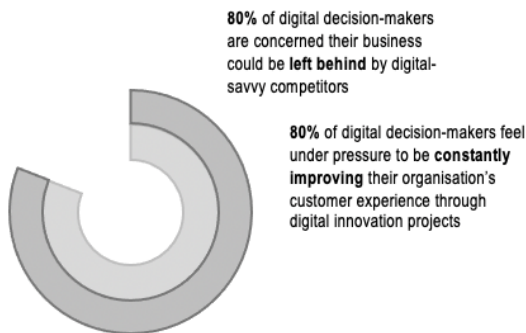 80% of digital decision-makers
are concerned their business
could be left behind by digital-
savvy competitors
80% of digital decision-makers feel
under pressure to be constantly
improving their organisation's
customer experience through
digital innovation projects